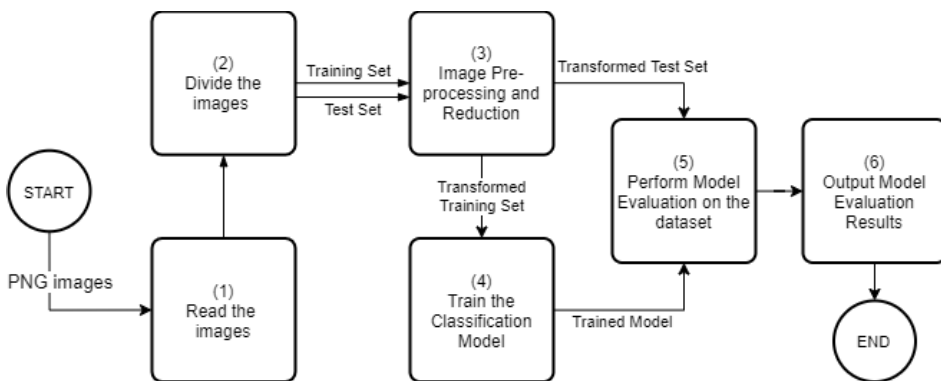 START
PNG images
(1)
Read the
images
(2)
Divide the
images
Training Set
Test Set
(3)
Image Pre-
processing and
Reduction
Transformed Test Set
Transformed
Training Set
(4)
Train the
Classification
Model
Trained Model
(5)
Perform Model
Evaluation on the
dataset
(6)
Output Model
Evaluation
Results
END